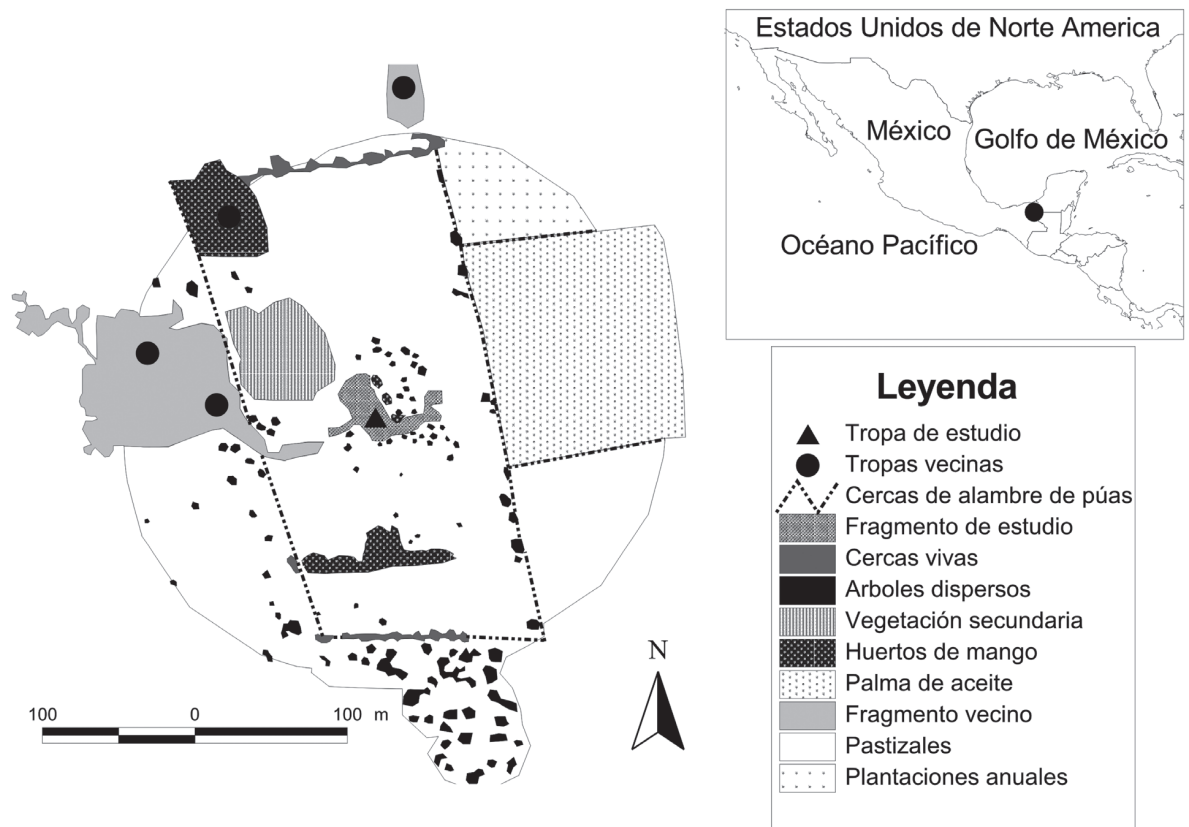 Estados Unidos de Norte America
México
Golfo de México
Océano Pacífico
Leyenda
Tropa de estudio
Tropas vecinas
Cercas de alambre de púas
Fragmento de estudio
Cercas vivas
Arboles dispersos
Vegetación secundaria
Huertos de mango
Palma de aceite
Fragmento vecino
Pastizales
Plantaciones anuales
N
100 0 100 m